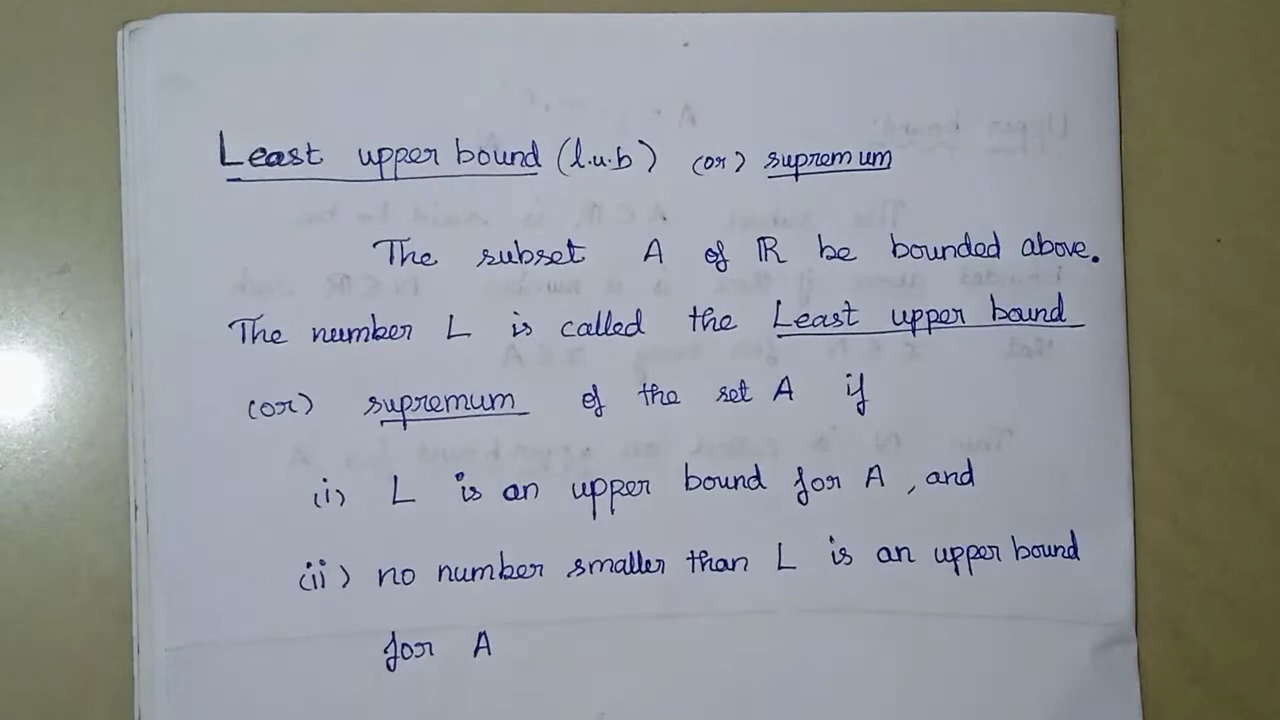 Least upper bound (l.u.b) (or) supremum
The subset A of ℝ be bounded above.
The number L is called the Least upper bound
(or) supremum of the set A if
(i) L is an upper bound for A, and
(ii) no number smaller than L is an upper bound
for A